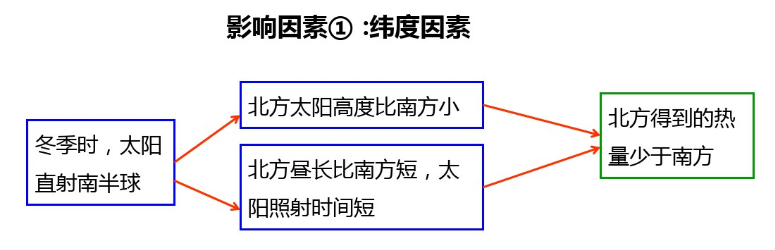 影响因素①:纬度因素
冬季时，太阳
直射南半球
北方太阳高度比南方小
北方昼长比南方短，太
阳照射时间短
北方得到的热
量少于南方